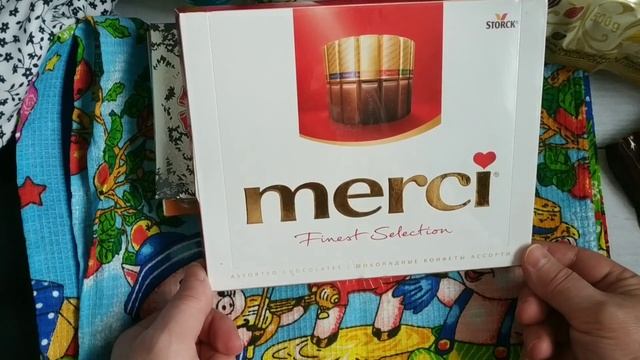 STORCK®
merci®
Finest Selection
ASSORTED CHOCOLATES | ШОКОЛАДНЫЕ КОНФЕТЫ АССОРТИ